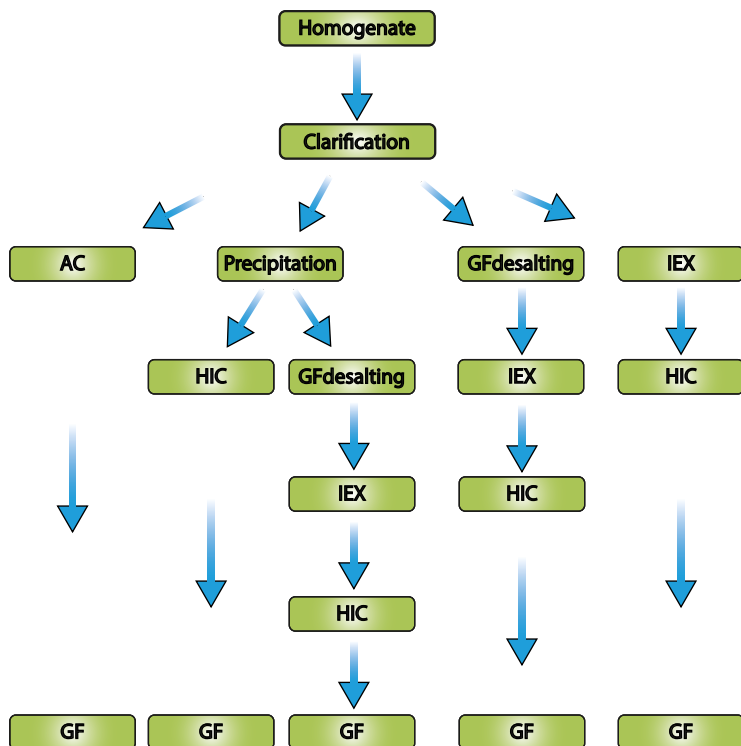 Homogenate
Clarification
AC
Precipitation
GFdesalting
IEX
HIC
GFdesalting
IEX
HIC
IEX
HIC
HIC
GF
GF
GF
GF
GF